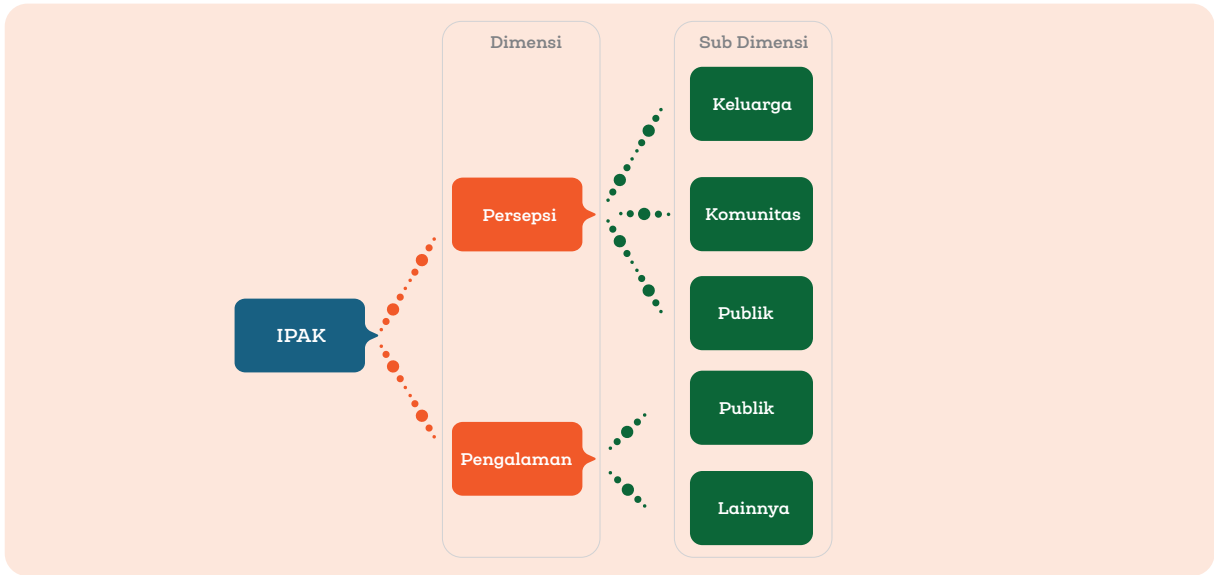 Dimensi
Sub Dimensi
Keluarga
Persepsi
Komunitas
Publik
IPAK
Publik
Pengalaman
Lainnya